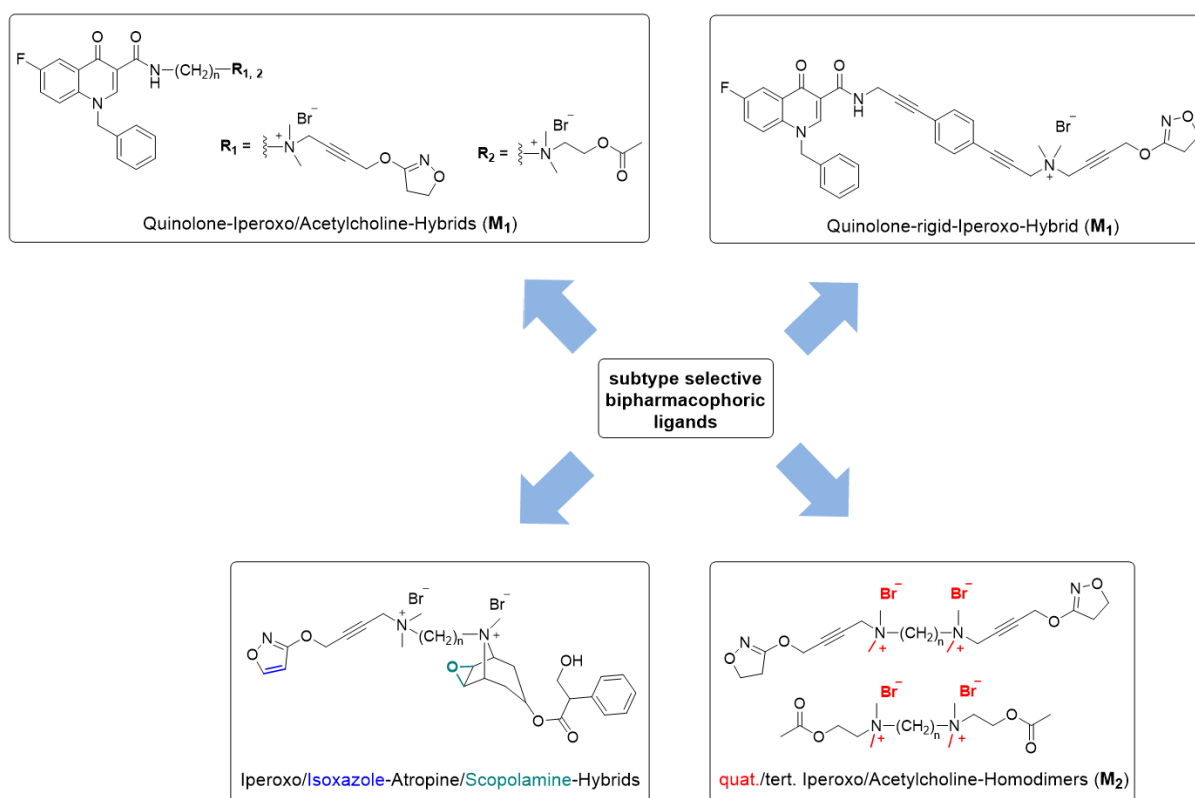 O O
F
N
H
(CH₂)ₙ—R₁, ₂
N
R₁ =
Br⁻
N⁺
O
N
O
R₂ =
Br⁻
N⁺
O
O
Quinolone-Iperoxo/Acetylcholine-Hybrids (M₁)
O O
F
N
H
N
Br⁻
N⁺
O
N
O
Quinolone-rigid-Iperoxo-Hybrid (M₁)
subtype selective
bipharmacophoric
ligands
Br⁻ Br⁻
N⁺ (CH₂)ₙ N⁺
N O
O
O
OH
O
O
Iperoxo/Isoxazole-Atropine/Scopolamine-Hybrids
Br⁻ Br⁻
N O
O
N⁺ (CH₂)ₙ N⁺
O
N
O
Br⁻ Br⁻
O
O
N⁺ (CH₂)ₙ N⁺
O
O
quat./tert. Iperoxo/Acetylcholine-Homodimers (M₂)